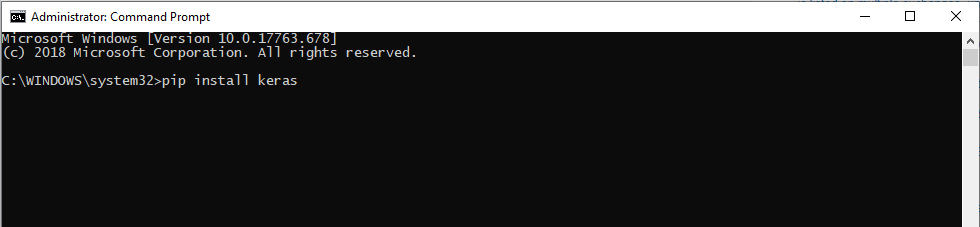 Administrator: Command Prompt
Microsoft Windows [Version 10.0.17763.678]
(c) 2018 Microsoft Corporation. All rights reserved.
C:\WINDOWS\system32>pip install keras